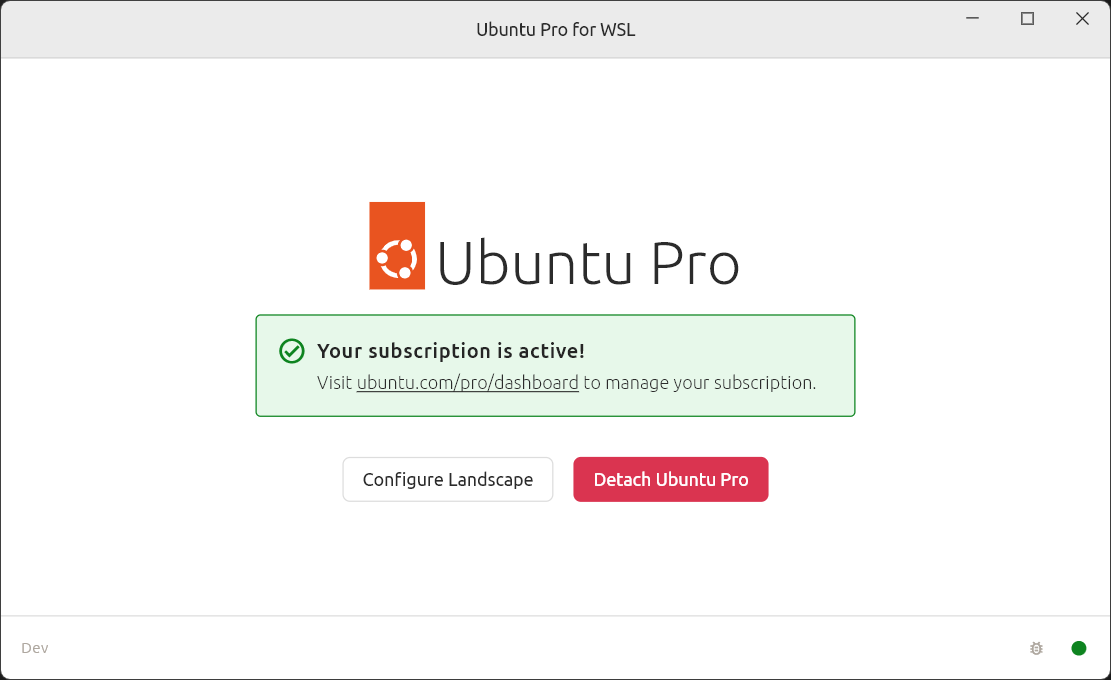 Ubuntu Pro for WSL
Ubuntu Pro
Your subscription is active!
Visit ubuntu.com/pro/dashboard to manage your subscription.
Configure Landscape
Detach Ubuntu Pro
Dev